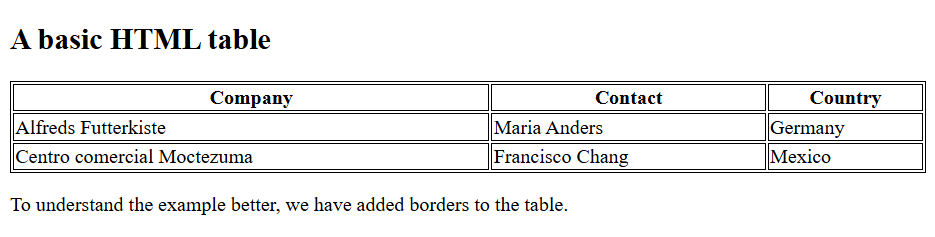 A basic HTML table
Company Contact Country
Alfreds Futterkiste Maria Anders Germany
Centro comercial Moctezuma Francisco Chang Mexico
To understand the example better, we have added borders to the table.